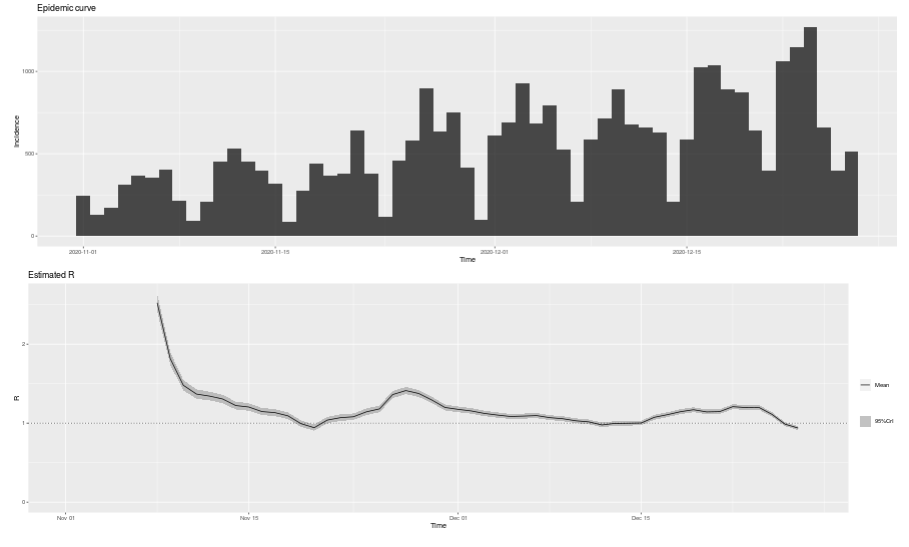 Epidemic curve
1000
500
0
Incidence
2020-11-01 2020-11-15 2020-12-01 2020-12-15
Time
Estimated R
2
1
0
R
Nov 01 Nov 15 Dec 01 Dec 15
Time
Mean
95%CrI